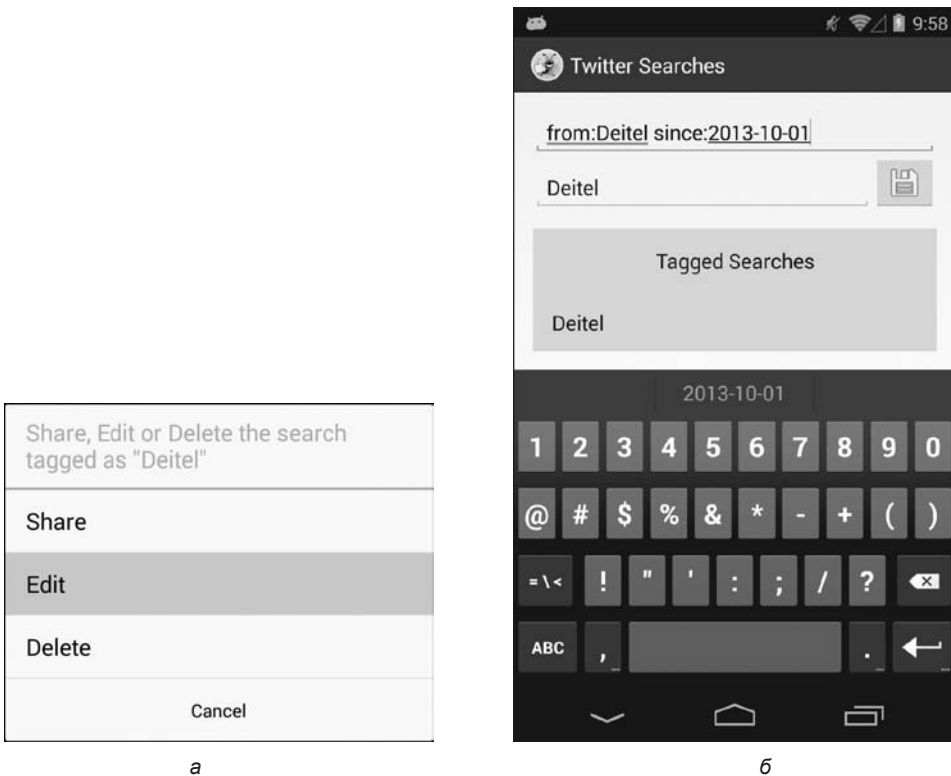 Share, Edit or Delete the search
tagged as "Deitel"
Share
Edit
Delete
Cancel
а
9:58
Twitter Searches
from:Deitel since:2013-10-01
Deitel
Tagged Searches
Deitel
2013-10-01
1 2 3 4 5 6 7 8 9 0
@ # $ % & * - + ( )
= \ < ! " ' : ; / ?
ABC , . 
б